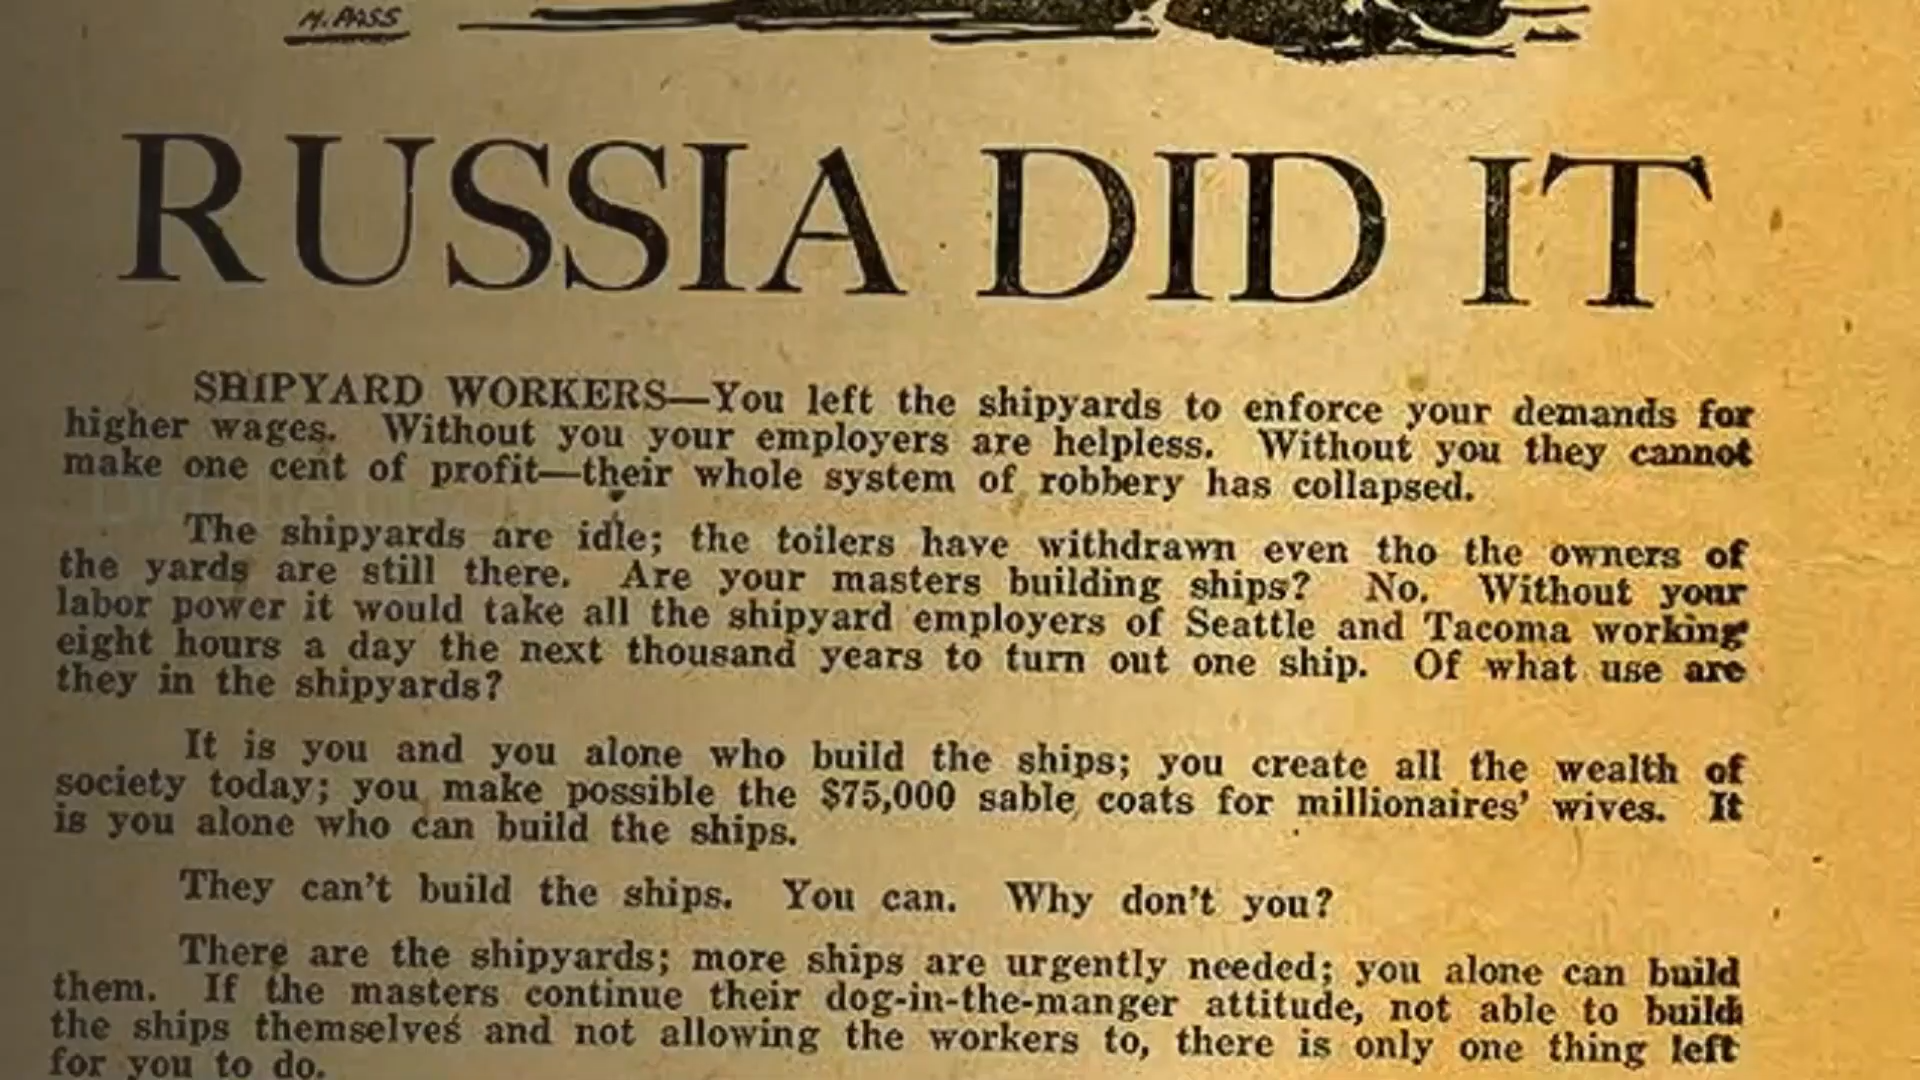 M. PASS
RUSSIA DID IT
SHIPYARD WORKERS—You left the shipyards to enforce your demands for
higher wages. Without you your employers are helpless. Without you they cannot
make one cent of profit—their whole system of robbery has collapsed.
The shipyards are idle; the toilers have withdrawn even tho the owners of
the yards are still there. Are your masters building ships? No. Without your
labor power it would take all the shipyard employers of Seattle and Tacoma working
eight hours a day the next thousand years to turn out one ship. Of what use are
they in the shipyards?
It is you and you alone who build the ships; you create all the wealth of
society today; you make possible the $75,000 sable coats for millionaires' wives. It
is you alone who can build the ships.
They can't build the ships. You can. Why don't you?
There are the shipyards; more ships are urgently needed; you alone can build
them. If the masters continue their dog-in-the-manger attitude, not able to build
the ships themselves and not allowing the workers to, there is only one thing left
for you to do.